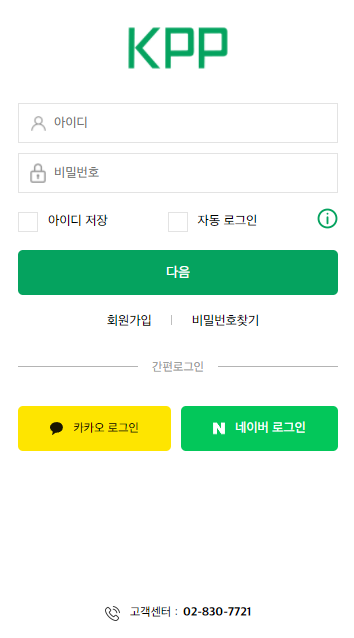 KPP
아이디
비밀번호
아이디 저장 자동 로그인
다음
회원가입 | 비밀번호찾기
간편로그인
카카오 로그인 N 네이버 로그인
고객센터 : 02-830-7721